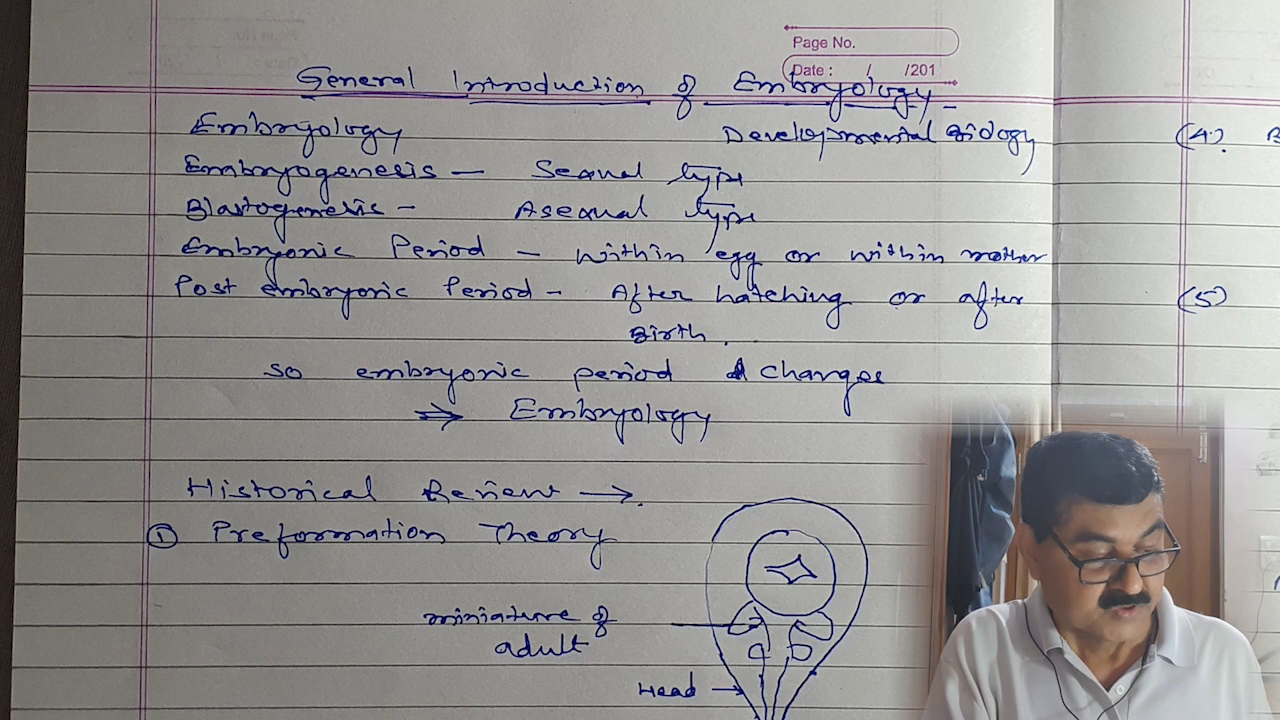 Page No.
Date : / /201
General Introduction of Embryology -
Embryology Developmental Biology
Embryogenesis — Sexual type
Blastogenesis - Asexual type
Embryonic Period - Within egg or within mother
Post embryonic Period - After hatching or after
Birth.
So embryonic period & Changes
⇒ Embryology
Historical Review →.
① Preformation Theory
miniature of
adult
Head →
(4).
(5)